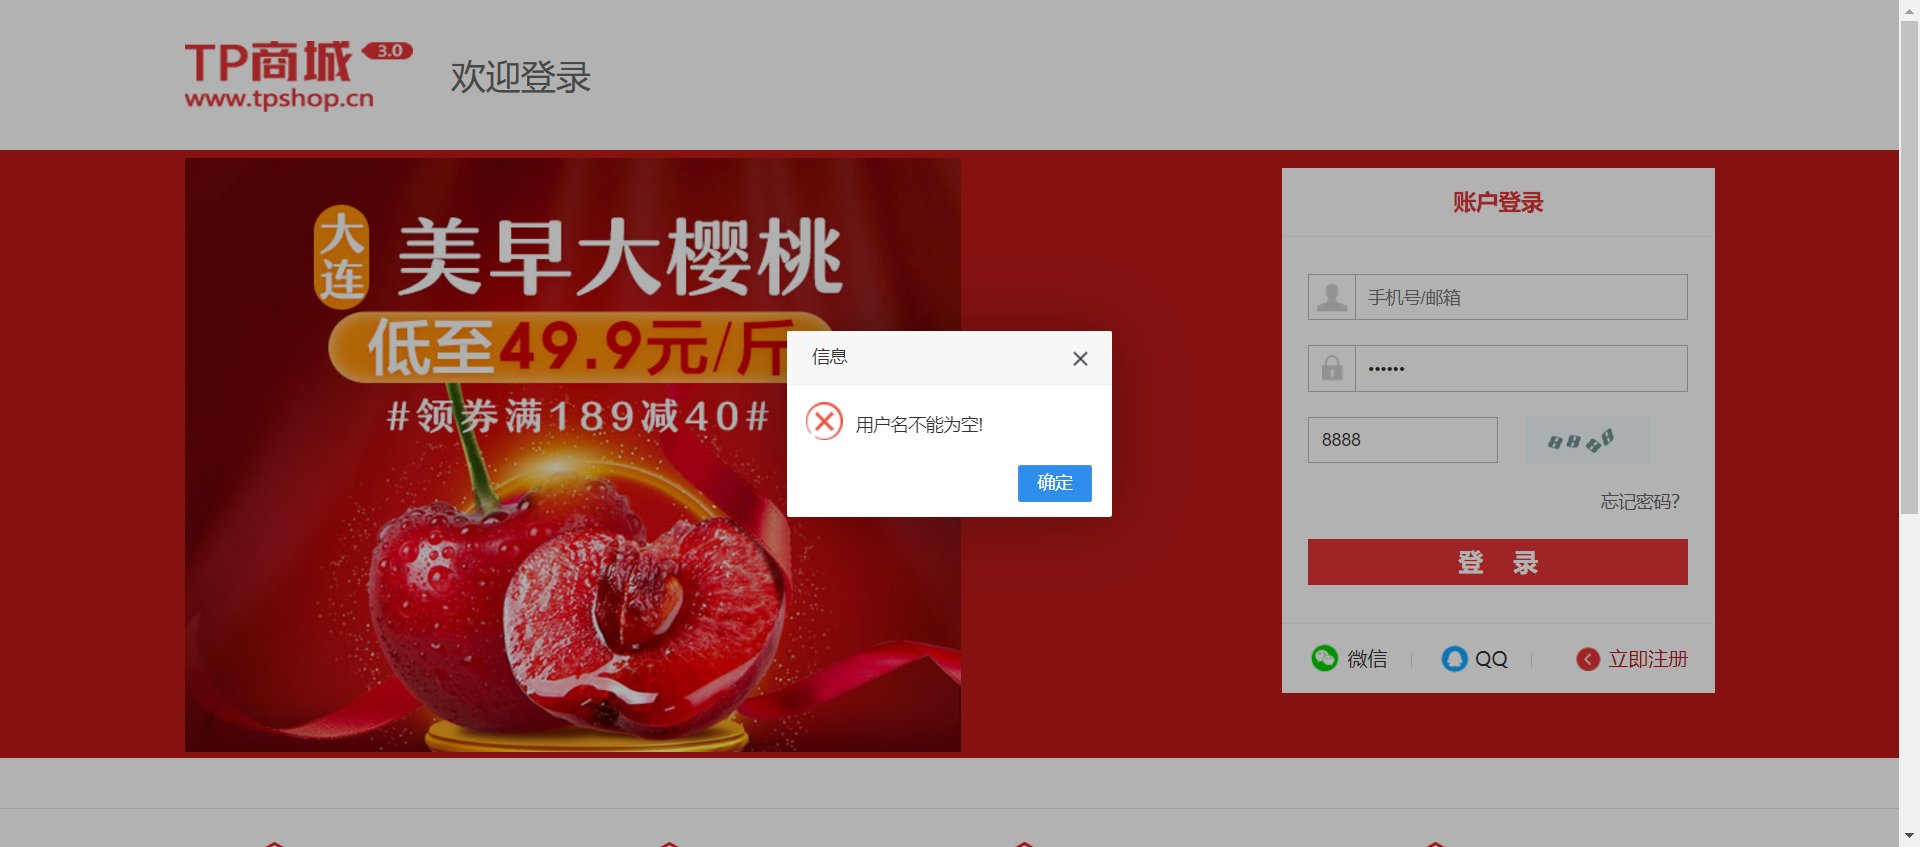 TP商城 3.0
www.tpshop.cn
欢迎登录
大连
美早大樱桃
低至49.9元/斤
#领券满189减40#
信息
用户名不能为空!
确定
账户登录
手机号/邮箱
••••••
8888
8888
忘记密码?
登 录
微信
QQ
立即注册